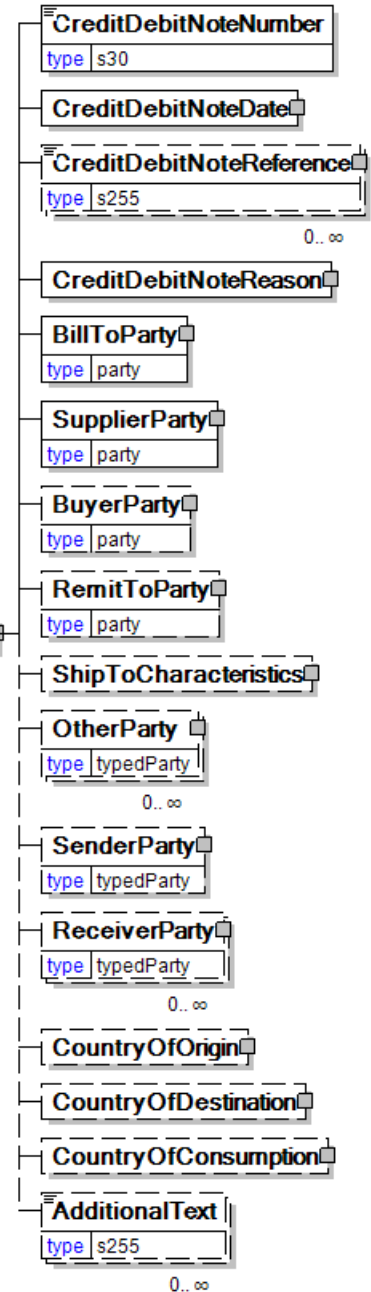 CreditDebitNoteNumber
type s30
CreditDebitNoteDate
CreditDebitNoteReference
type s255
0.. ∞
CreditDebitNoteReason
BillToParty
type party
SupplierParty
type party
BuyerParty
type party
RemitToParty
type party
ShipToCharacteristics
OtherParty
type typedParty
0.. ∞
SenderParty
type typedParty
ReceiverParty
type typedParty
0.. ∞
CountryOfOrigin
CountryOfDestination
CountryOfConsumption
AdditionalText
type s255
0.. ∞